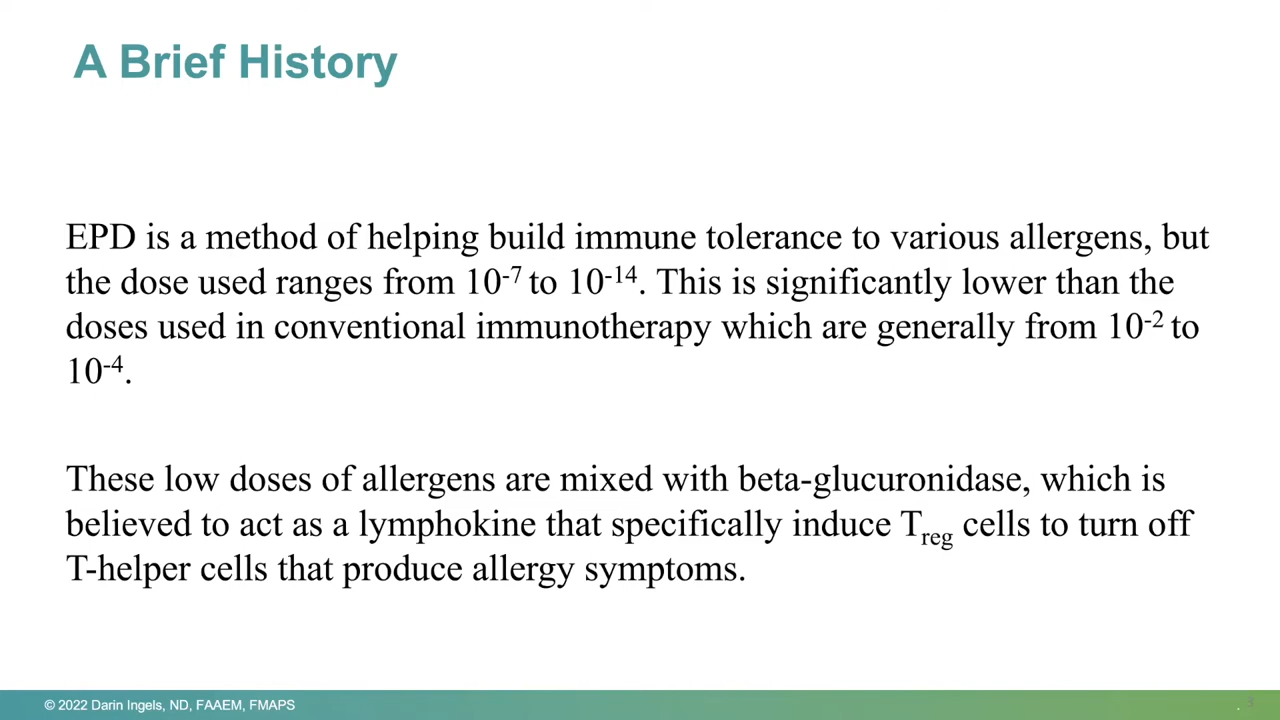 A Brief History
EPD is a method of helping build immune tolerance to various allergens, but
the dose used ranges from 10⁻⁷ to 10⁻¹⁴. This is significantly lower than the
doses used in conventional immunotherapy which are generally from 10⁻² to
10⁻⁴.
These low doses of allergens are mixed with beta-glucuronidase, which is
believed to act as a lymphokine that specifically induce Treg cells to turn off
T-helper cells that produce allergy symptoms.
© 2022 Darin Ingels, ND, FAAEM, FMAPS
. 3